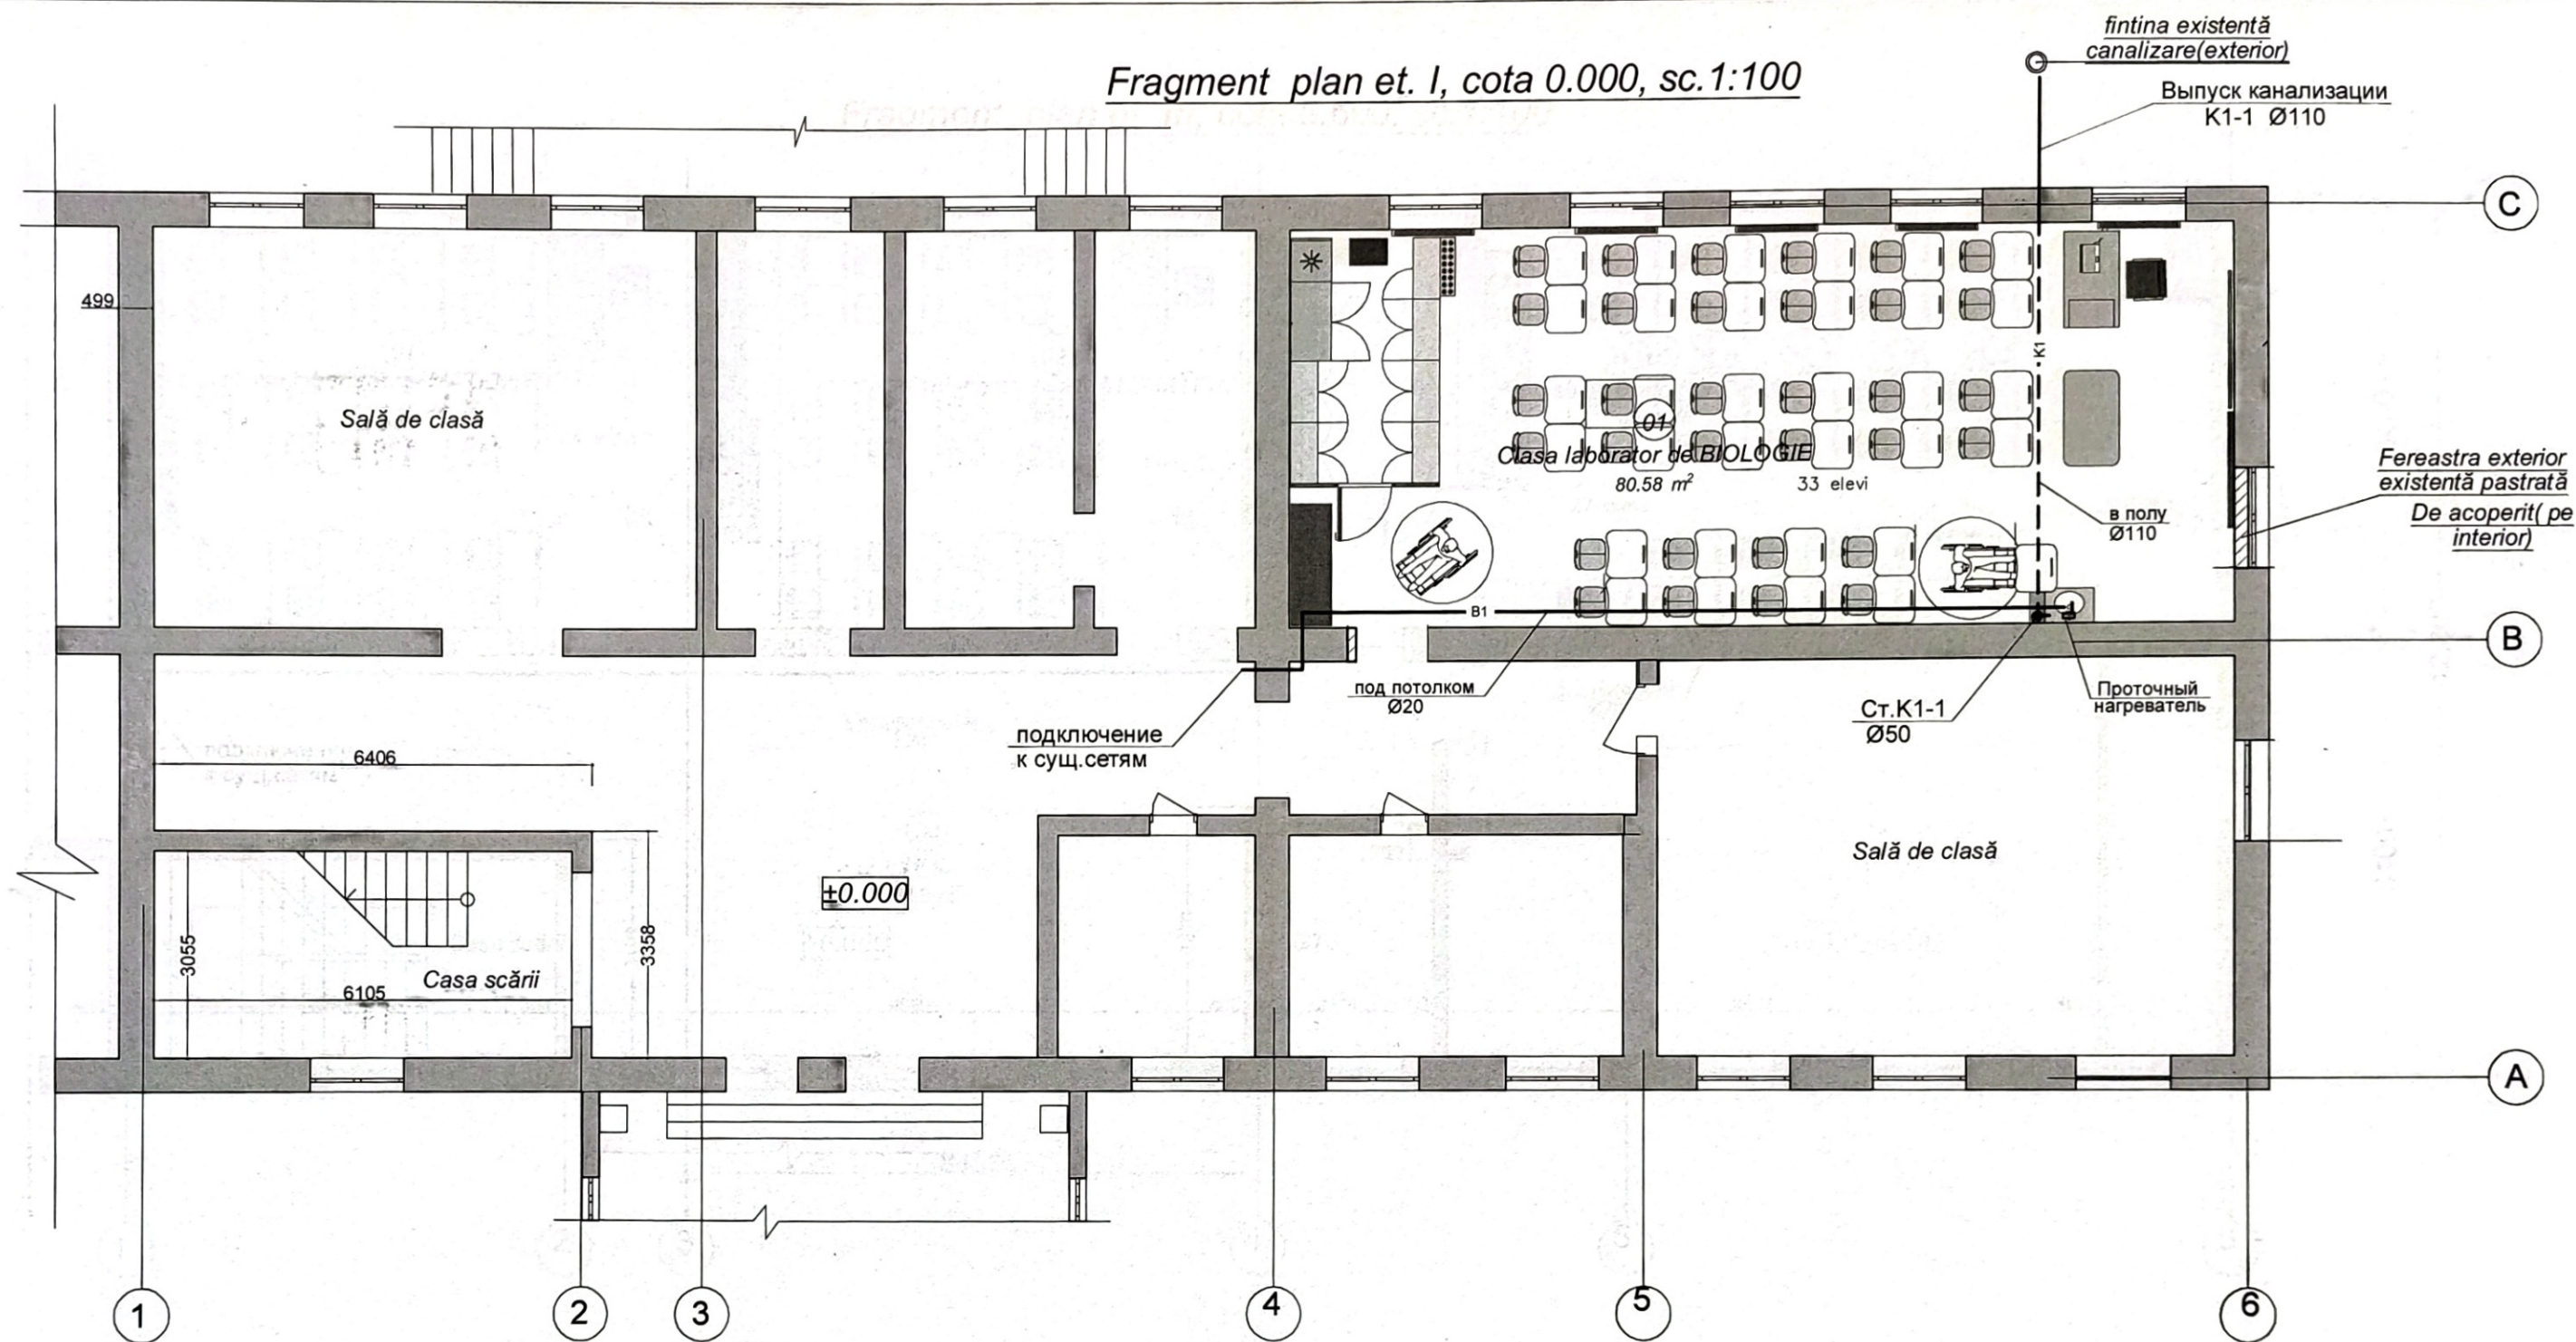 fintina existentă
canalizare(exterior)
Fragment plan et. I, cota 0.000, sc.1:100
Выпуск канализации
К1-1 Ø110
C
499
Sală de clasă
K1
01
Clasa laborator de BIOLOGIE
80.58 m²
33 elevi
Fereastra exterior
existentă pastrată
De acoperit( pe
interior)
в полу
Ø110
B1
B
под потолком
Ø20
Проточный
нагреватель
Ст.К1-1
Ø50
подключение
к сущ.сетям
6406
Sală de clasă
±0.000
3055
3358
Casa scării
6105
A
1
2
3
4
5
6